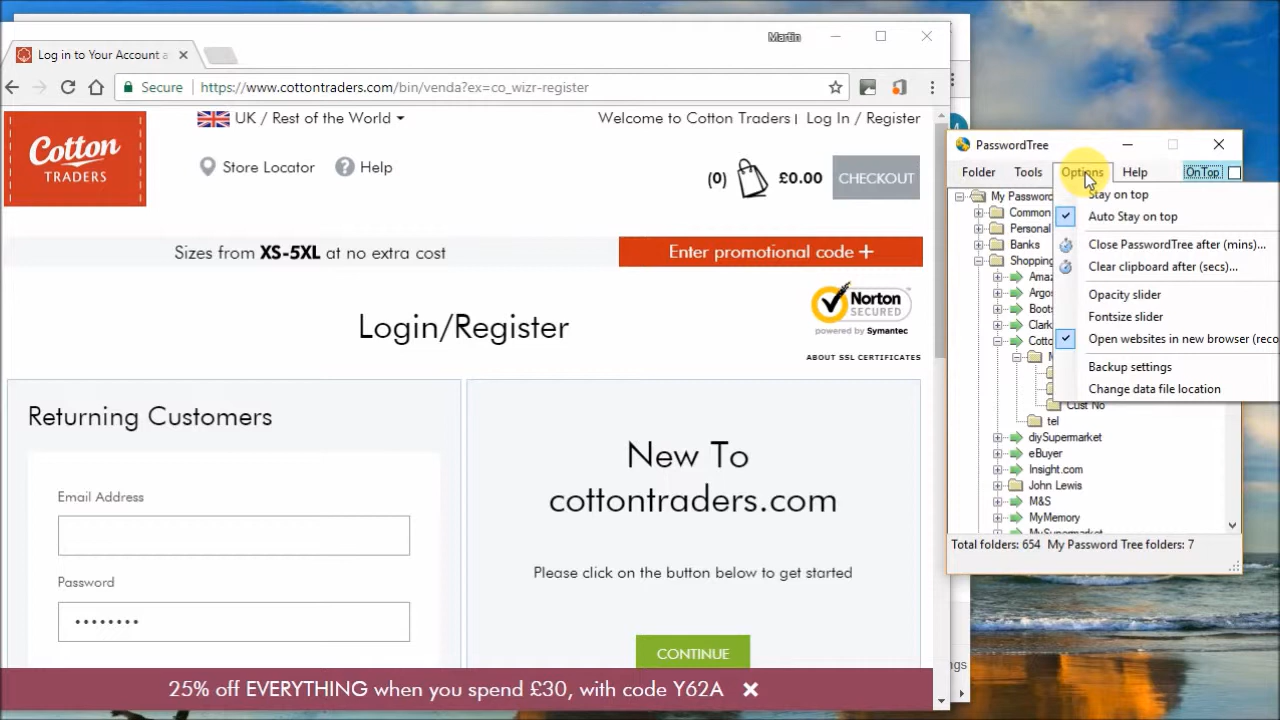 Martin
Log in to Your Account a
Secure
https://www.cottontraders.com/bin/venda?ex=co_wizr-register
Cotton
TRADERS
UK / Rest of the World
Welcome to Cotton Traders | Log In / Register
Store Locator
Help
(0)
£0.00
CHECKOUT
Sizes from XS-5XL at no extra cost
Enter promotional code +
Norton
SECURED
powered by Symantec
ABOUT SSL CERTIFICATES
Login/Register
Returning Customers
Email Address
Password
New To
cottontraders.com
Please click on the button below to get started
CONTINUE
25% off EVERYTHING when you spend £30, with code Y62A
PasswordTree
Folder Tools Options Help OnTop
My Password
Common
Personal
Banks
Shopping
Amaz
Argos
Boots
Clark
Cotto
Cust No
tel
diySupermarket
eBuyer
Insight.com
John Lewis
M&S
MyMemory
MySupermarket
Total folders: 654 My Password Tree folders: 7
Stay on top
Auto Stay on top
Close PasswordTree after (mins)...
Clear clipboard after (secs)...
Opacity slider
Fontsize slider
Open websites in new browser (reco
Backup settings
Change data file location